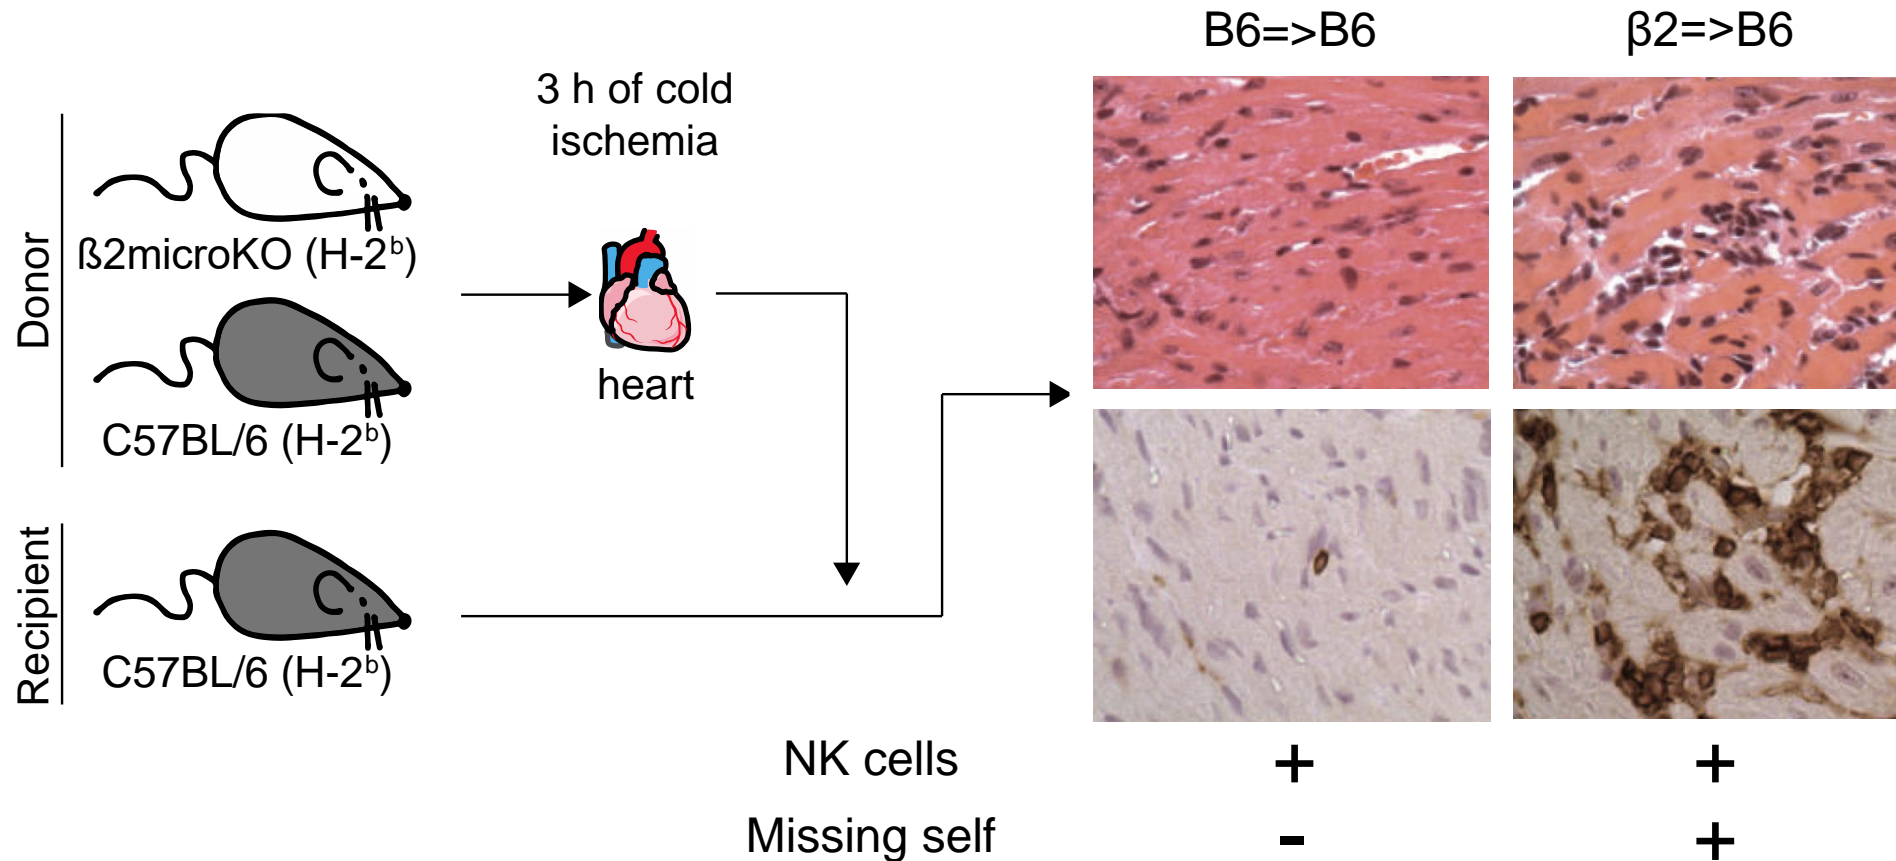 B6=>B6
β2=>B6
3 h of cold
ischemia
Donor
ß2microKO (H-2ᵇ)
heart
C57BL/6 (H-2ᵇ)
Recipient
C57BL/6 (H-2ᵇ)
NK cells + +
Missing self - +